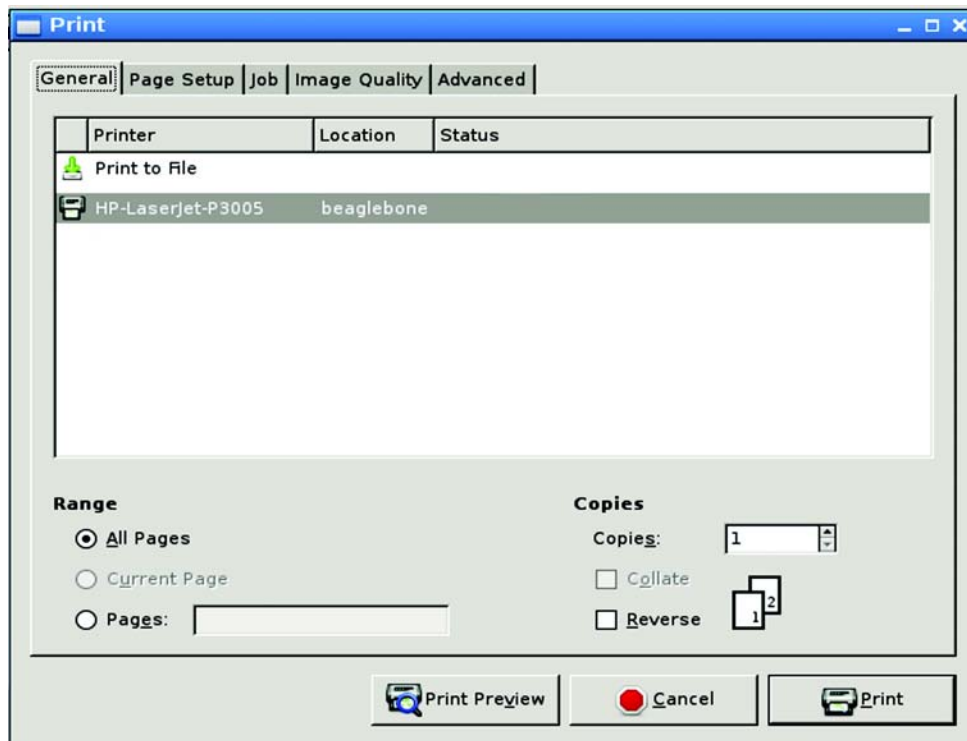 Print
General Page Setup Job Image Quality Advanced
Printer Location Status
Print to File
HP-LaserJet-P3005 beaglebone
Range
All Pages
Current Page
Pages:
Copies
Copies: 1
Collate
Reverse
1 2
Print Preview Cancel Print